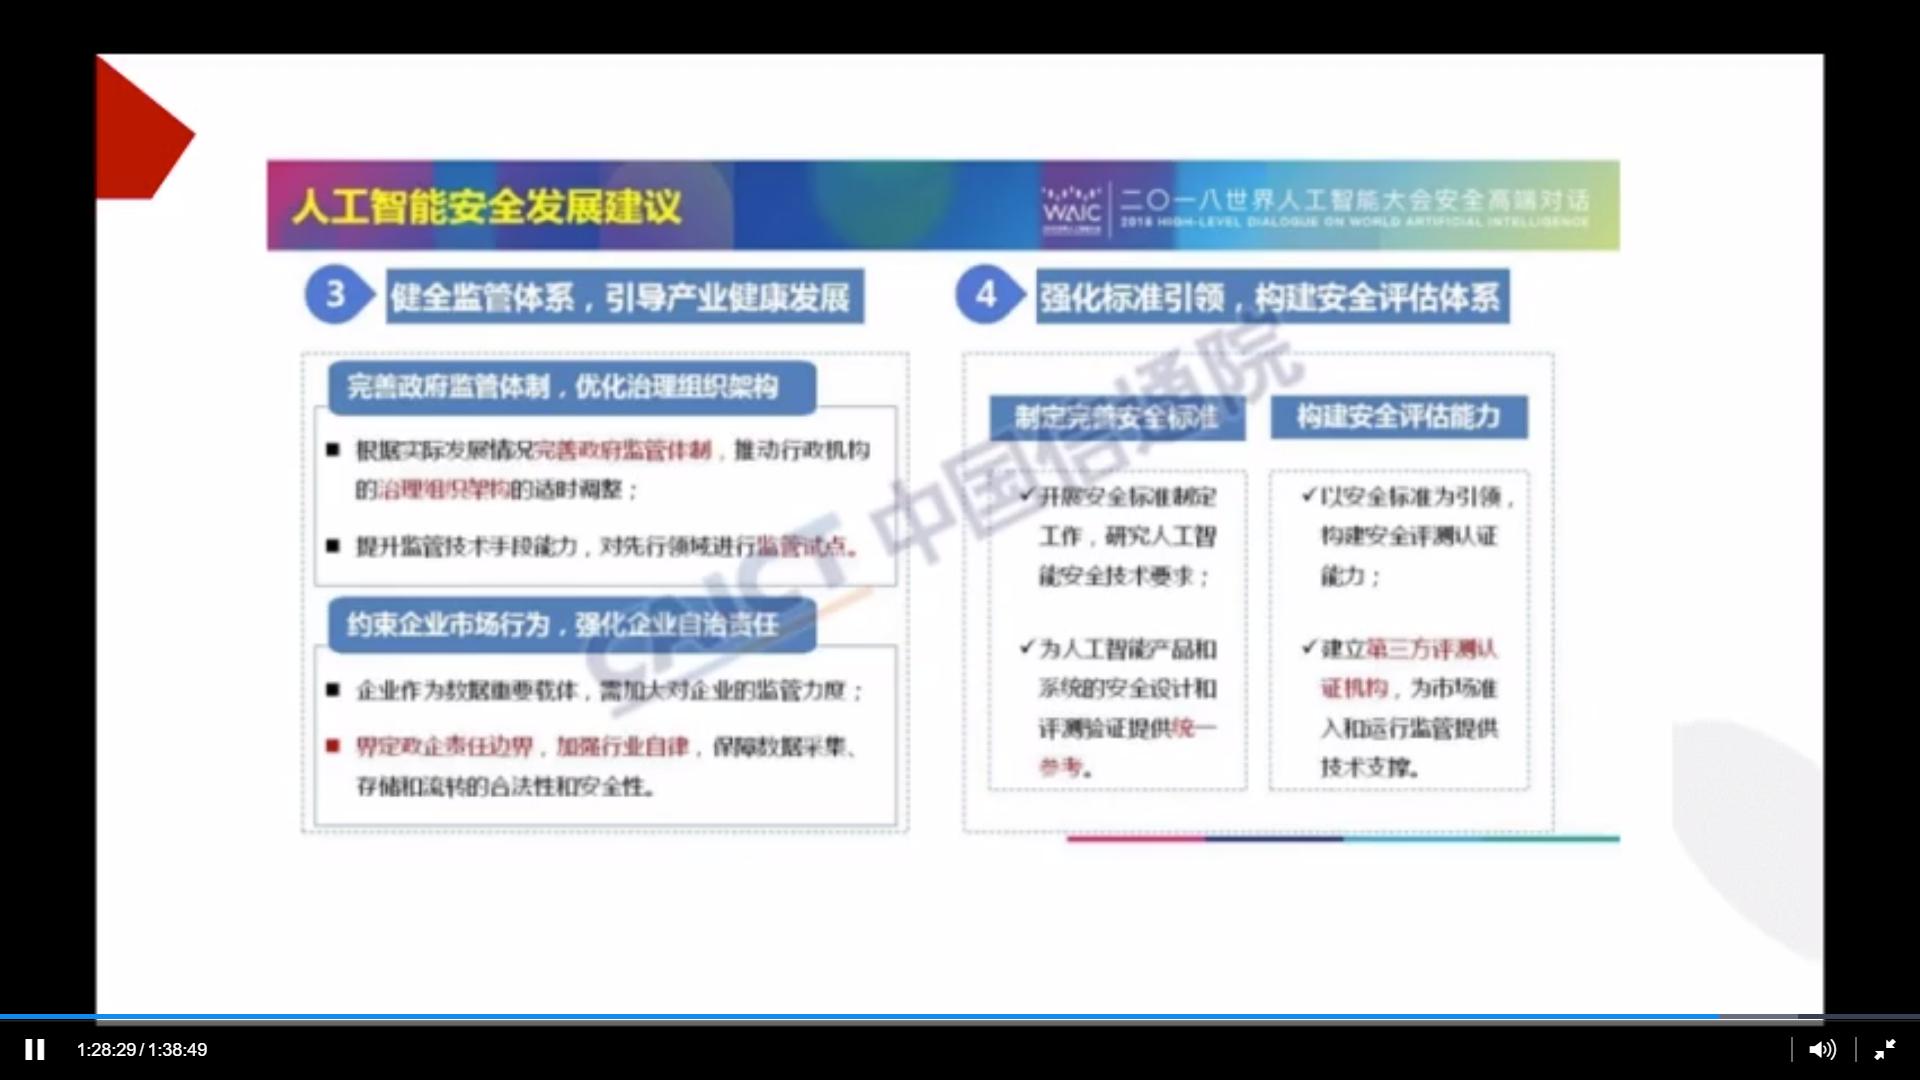 人工智能安全发展建议
WAIC
二〇一八世界人工智能大会安全高端对话
2018 HIGH-LEVEL DIALOGUE ON WORLD ARTIFICIAL INTELLIGENCE
3
健全监管体系，引导产业健康发展
完善政府监管体制，优化治理组织架构
■ 根据实际发展情况完善政府监管体制，推动行政机构
的治理组织架构的适时调整；
■ 提升监管技术手段能力，对先行领域进行监管试点。
约束企业市场行为，强化企业自治责任
■ 企业作为数据重要载体，需加大对企业的监管力度；
■ 界定政企责任边界，加强行业自律，保障数据采集、
存储和流转的合法性和安全性。
4
强化标准引领，构建安全评估体系
制定完善安全标准
✓开展安全标准制定
工作，研究人工智
能安全技术要求；
✓为人工智能产品和
系统的安全设计和
评测验证提供统一
参考。
构建安全评估能力
✓以安全标准为引领，
构建安全评测认证
能力；
✓建立第三方评测认
证机构，为市场准
入和运行监管提供
技术支撑。
CAICT 中国信通院
1:28:29/1:38:49